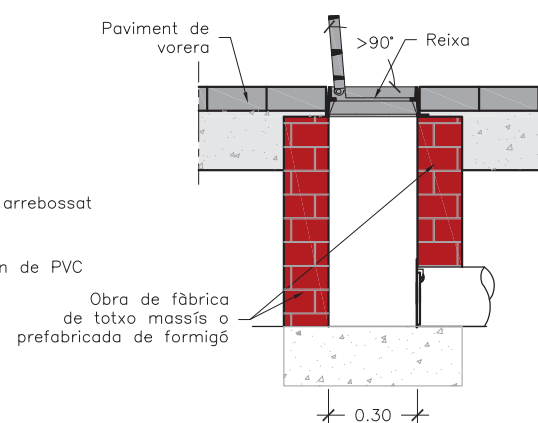 Paviment de
vorera
>90°
Reixa
arrebossat
n de PVC
Obra de fàbrica
de totxo massís o
prefabricada de formigó
0.30